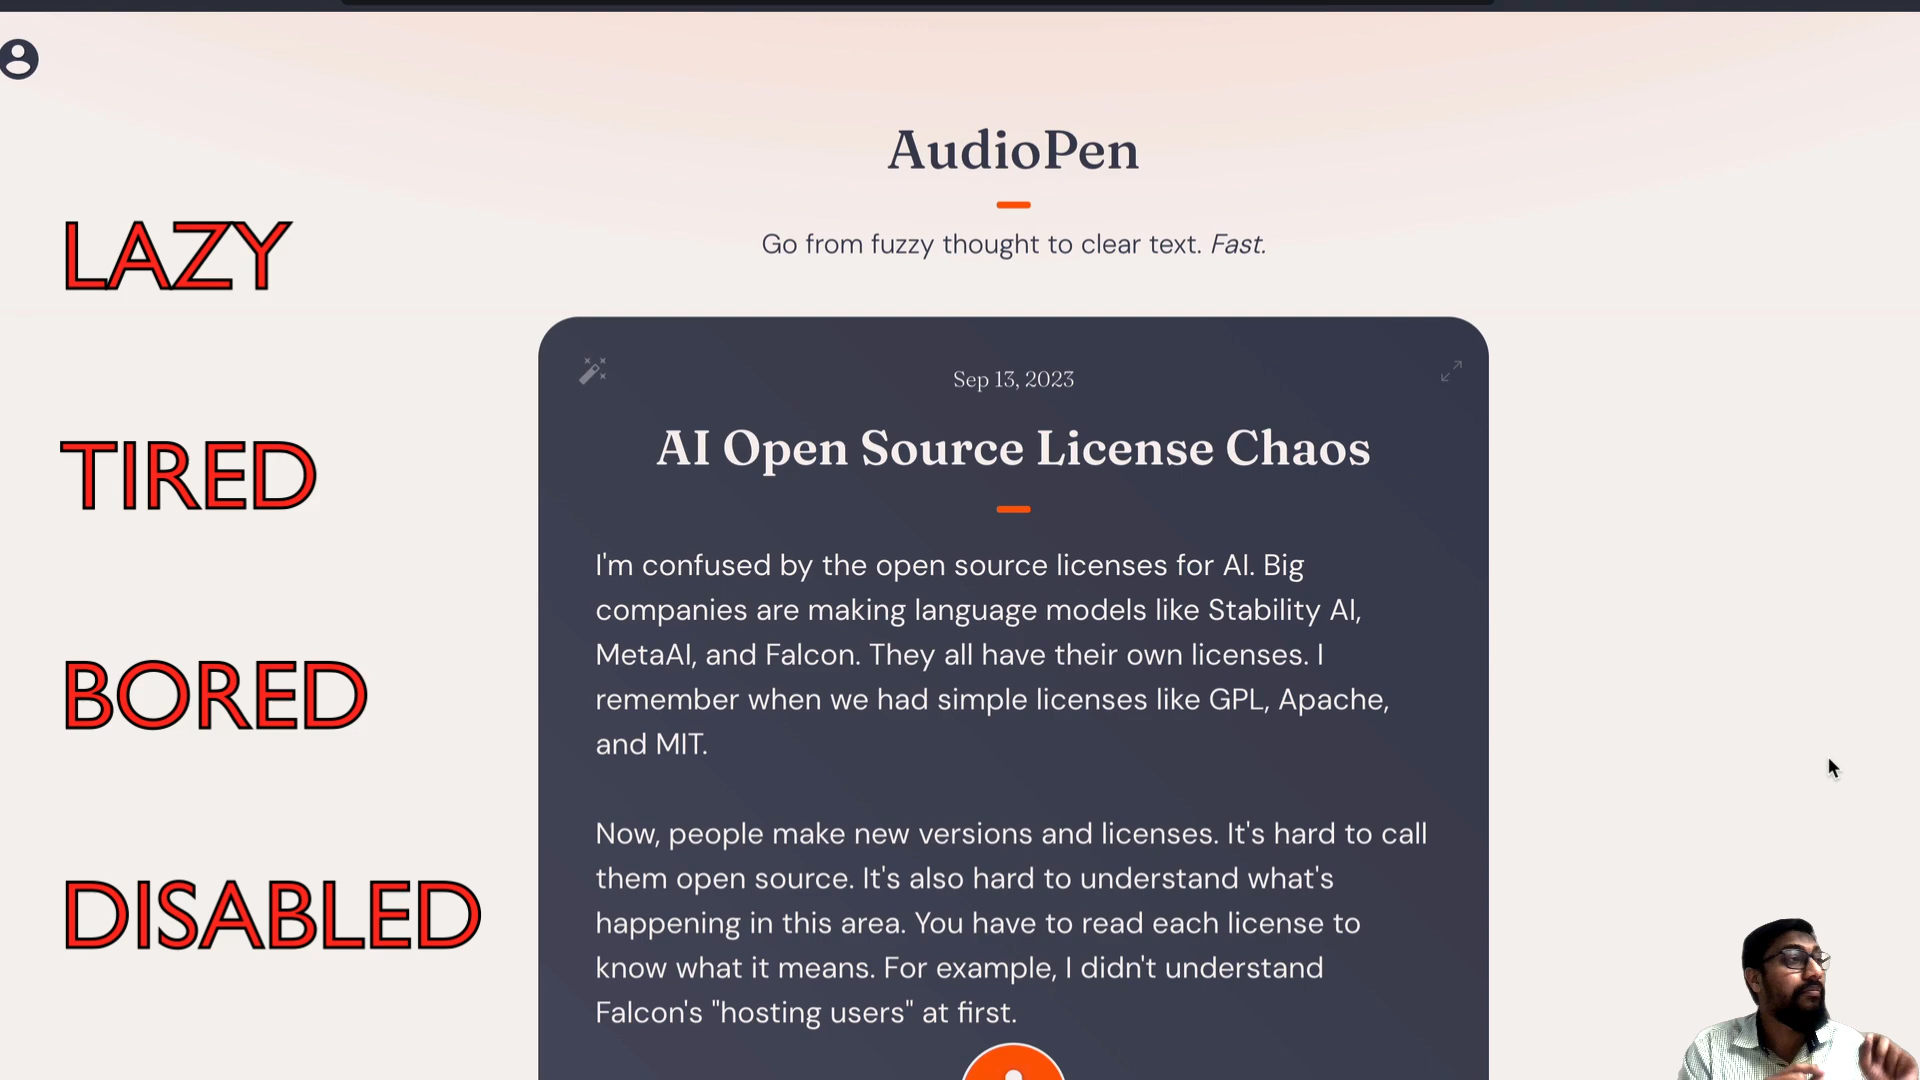 AudioPen
Go from fuzzy thought to clear text. Fast.
LAZY
TIRED
BORED
DISABLED
Sep 13, 2023
AI Open Source License Chaos
I'm confused by the open source licenses for AI. Big
companies are making language models like Stability AI,
MetaAI, and Falcon. They all have their own licenses. I
remember when we had simple licenses like GPL, Apache,
and MIT.
Now, people make new versions and licenses. It's hard to call
them open source. It's also hard to understand what's
happening in this area. You have to read each license to
know what it means. For example, I didn't understand
Falcon's "hosting users" at first.